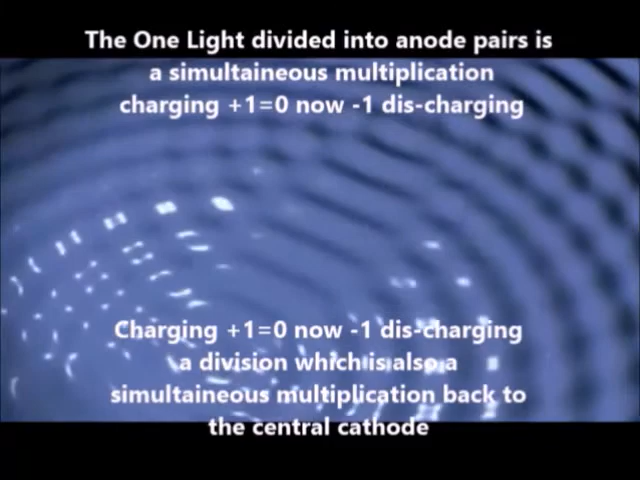 The One Light divided into anode pairs is
a simultaineous multiplication
charging +1=0 now -1 dis-charging
Charging +1=0 now -1 dis-charging
a division which is also a
simultaineous multiplication back to
the central cathode